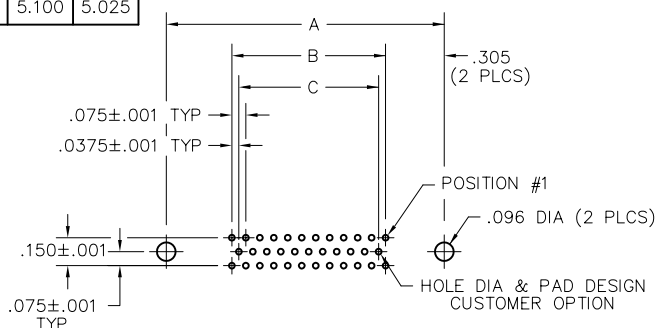 5.100 5.025
A
B
.305
(2 PLCS)
C
.075±.001 TYP
.0375±.001 TYP
POSITION #1
.096 DIA (2 PLCS)
.150±.001
HOLE DIA & PAD DESIGN
CUSTOMER OPTION
.075±.001
TYP